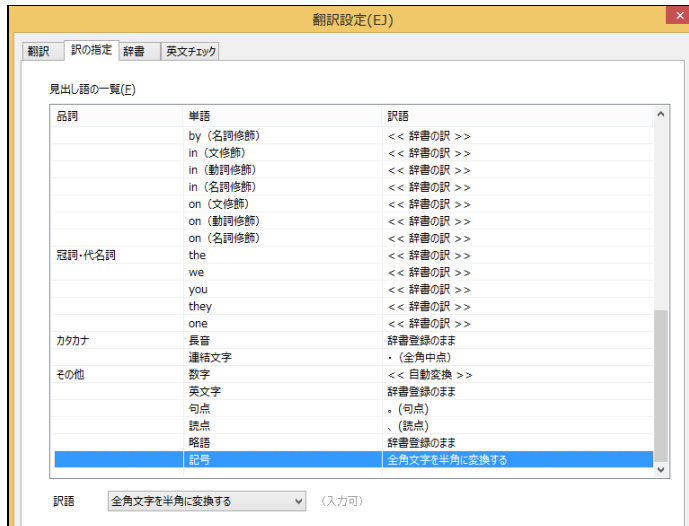 翻訳設定(EJ)
翻訳 訳の指定 辞書 英文チェック
見出し語の一覧(F)
品詞 単語 訳語
by（名詞修飾） << 辞書の訳 >>
in（文修飾） << 辞書の訳 >>
in（動詞修飾） << 辞書の訳 >>
in（名詞修飾） << 辞書の訳 >>
on（文修飾） << 辞書の訳 >>
on（動詞修飾） << 辞書の訳 >>
on（名詞修飾） << 辞書の訳 >>
冠詞・代名詞 the << 辞書の訳 >>
we << 辞書の訳 >>
you << 辞書の訳 >>
they << 辞書の訳 >>
one << 辞書の訳 >>
カタカナ 長音 辞書登録のまま
連結文字 ・（全角中点）
その他 数字 << 自動変換 >>
英文字 辞書登録のまま
句点 。(句点)
読点 、(読点)
略語 辞書登録のまま
記号 全角文字を半角に変換する
訳語 全角文字を半角に変換する （入力可）